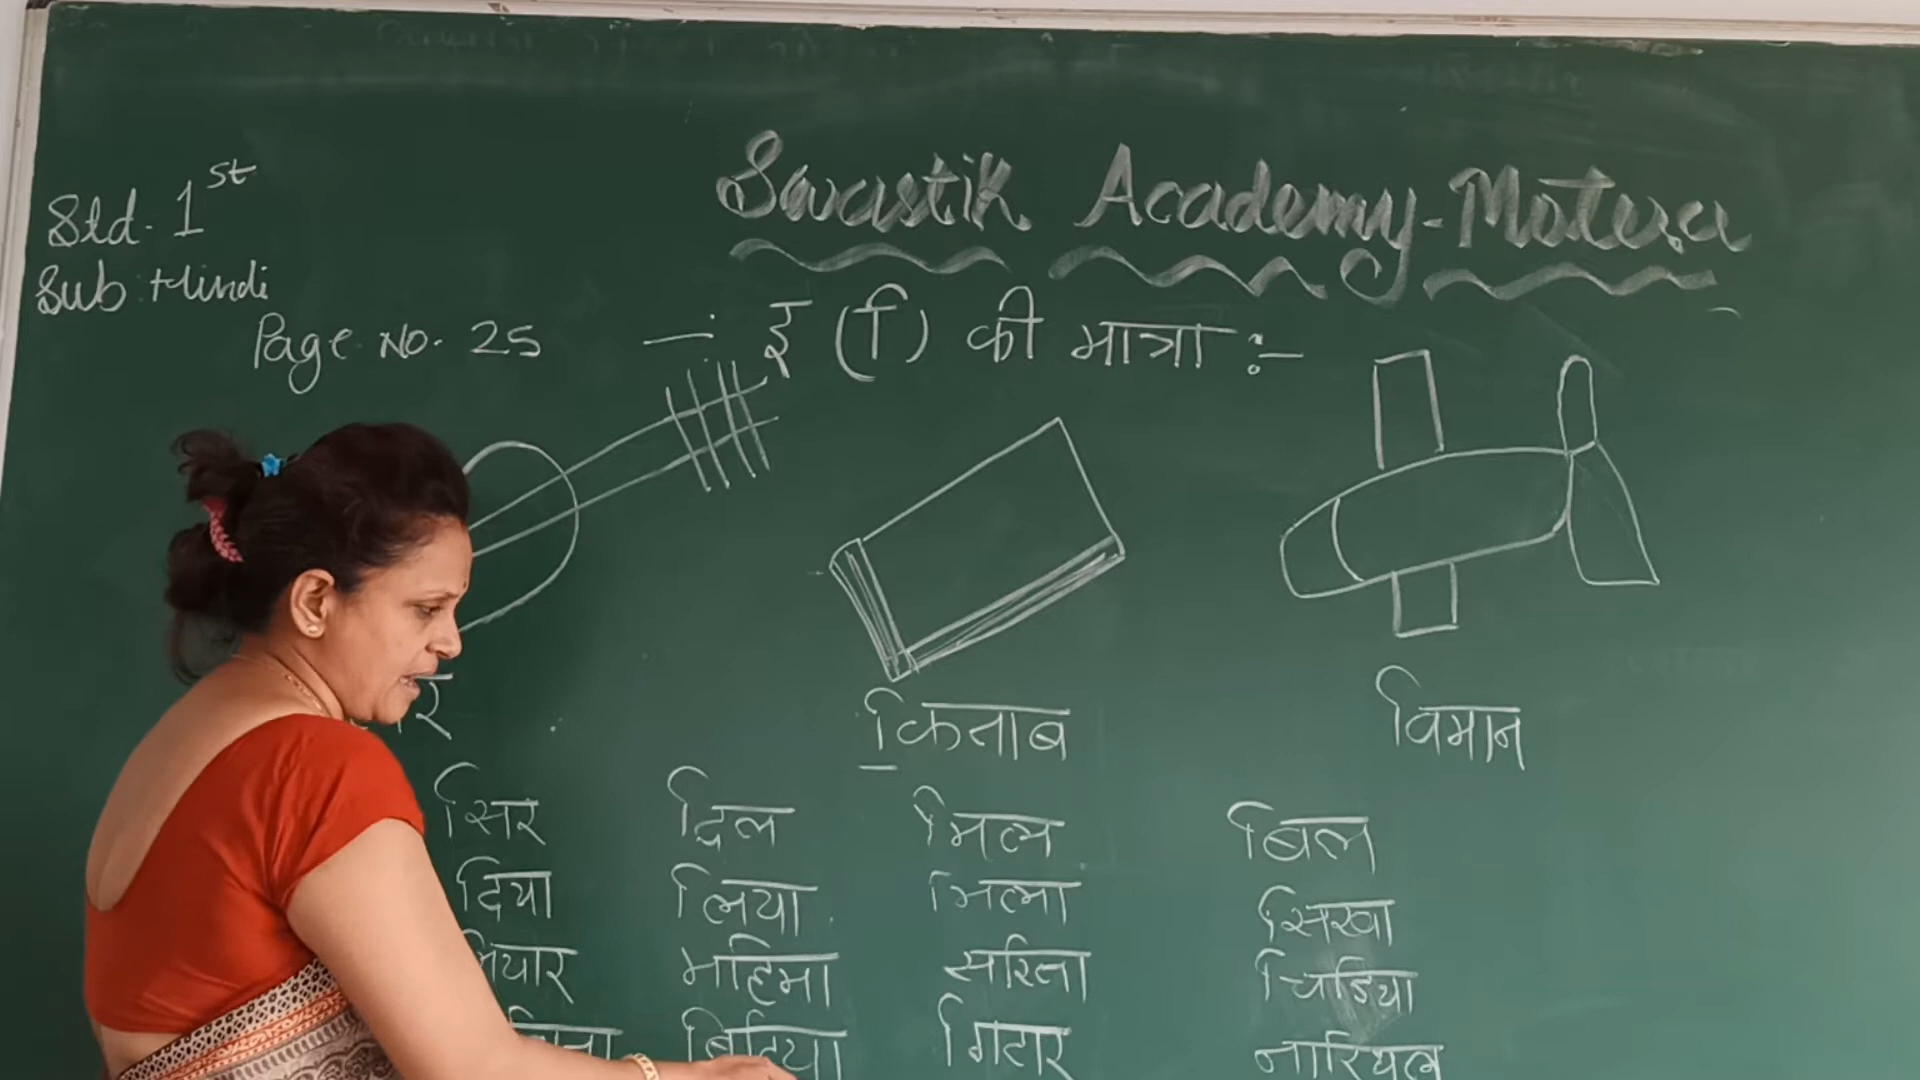 Swastik Academy-Motera
Std. 1st
Sub Hindi
Page No. 25
इ (ि) की मात्रा :-
किताब विमान
सिर दिल मिल बिल
दिया लिया मिला सिखा
महिमा सरिता चिडिया
बिटिया गिटार नारियल